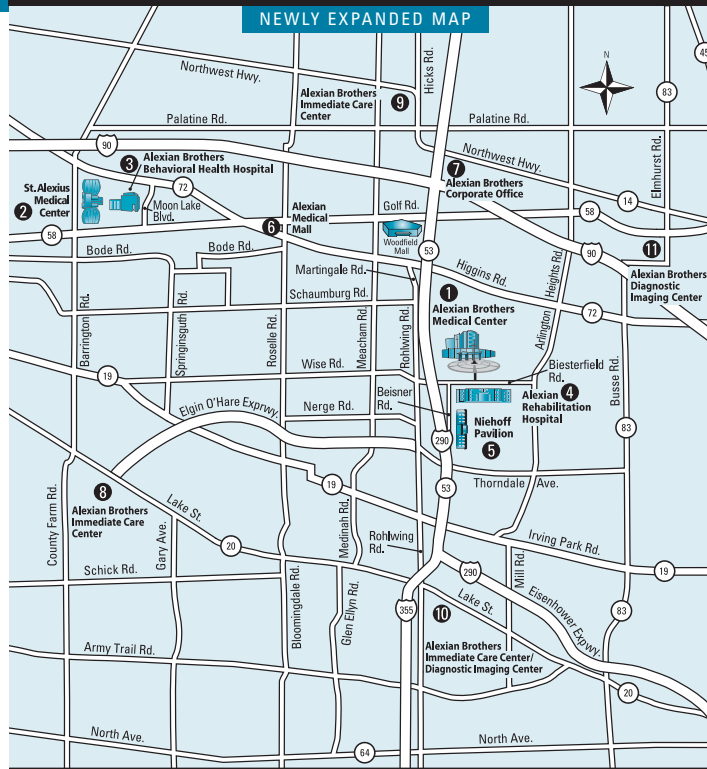 NEWLY EXPANDED MAP
45
Northwest Hwy.
Hicks Rd.
N
83
Alexian Brothers
Immediate Care
Center
9
Palatine Rd.
Palatine Rd.
Elmhurst Rd.
90
3
Alexian Brothers
Behavioral Health Hospital
Northwest Hwy.
7
Alexian Brothers
Corporate Office
72
St. Alexius
Medical
Center
2
Moon Lake
Blvd.
14
Alexian
Medical
Mall
6
Golf Rd.
58
58
Woodfield
Mall
53
Bode Rd.
Bode Rd.
90
11
Alexian Brothers
Diagnostic
Imaging Center
Martingale Rd.
Higgins Rd.
Arlington Heights Rd.
Schaumburg Rd.
1
Alexian Brothers
Medical Center
72
Barrington Rd.
Springinsguth Rd.
Roselle Rd.
Meacham Rd.
Rohlwing Rd.
Wise Rd.
Biesterfield
Rd.
Busse Rd.
19
Beisner
Rd.
Alexian
Rehabilitation
Hospital
4
Elgin O'Hare Exprwy.
Nerge Rd.
Niehoff
Pavilion
5
83
290
8
Alexian Brothers
Immediate Care
Center
19
53
Thorndale Ave.
Lake St.
County Farm Rd.
Gary Ave.
20
Medinah Rd.
Rohlwing
Rd.
Irving Park Rd.
Schick Rd.
290
Mill Rd.
19
Bloomingdale Rd.
Glen Ellyn Rd.
355
10
Lake St.
Eisenhower Expwy.
83
Army Trail Rd.
Alexian Brothers
Immediate Care Center/
Diagnostic Imaging Center
20
North Ave.
64
North Ave.